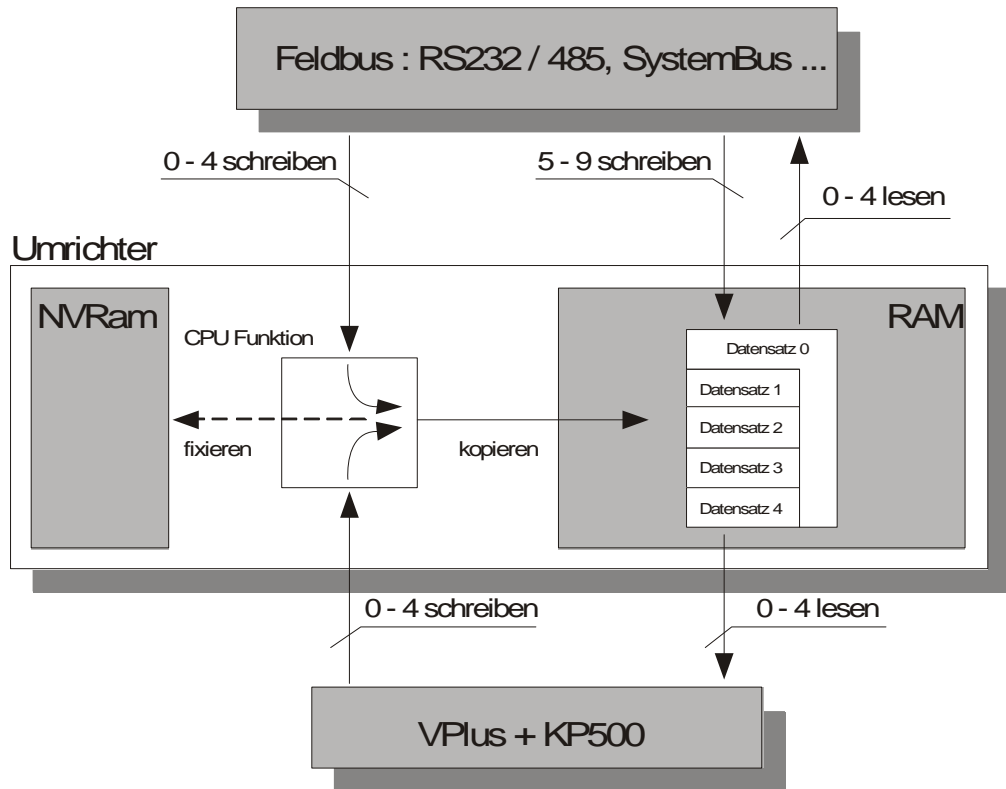 Feldbus : RS232 / 485, SystemBus ...
0 - 4 schreiben
5 - 9 schreiben
0 - 4 lesen
Umrichter
NVRam
RAM
CPU Funktion
Datensatz 0
Datensatz 1
Datensatz 2
Datensatz 3
Datensatz 4
fixieren
kopieren
0 - 4 schreiben
0 - 4 lesen
VPlus + KP500